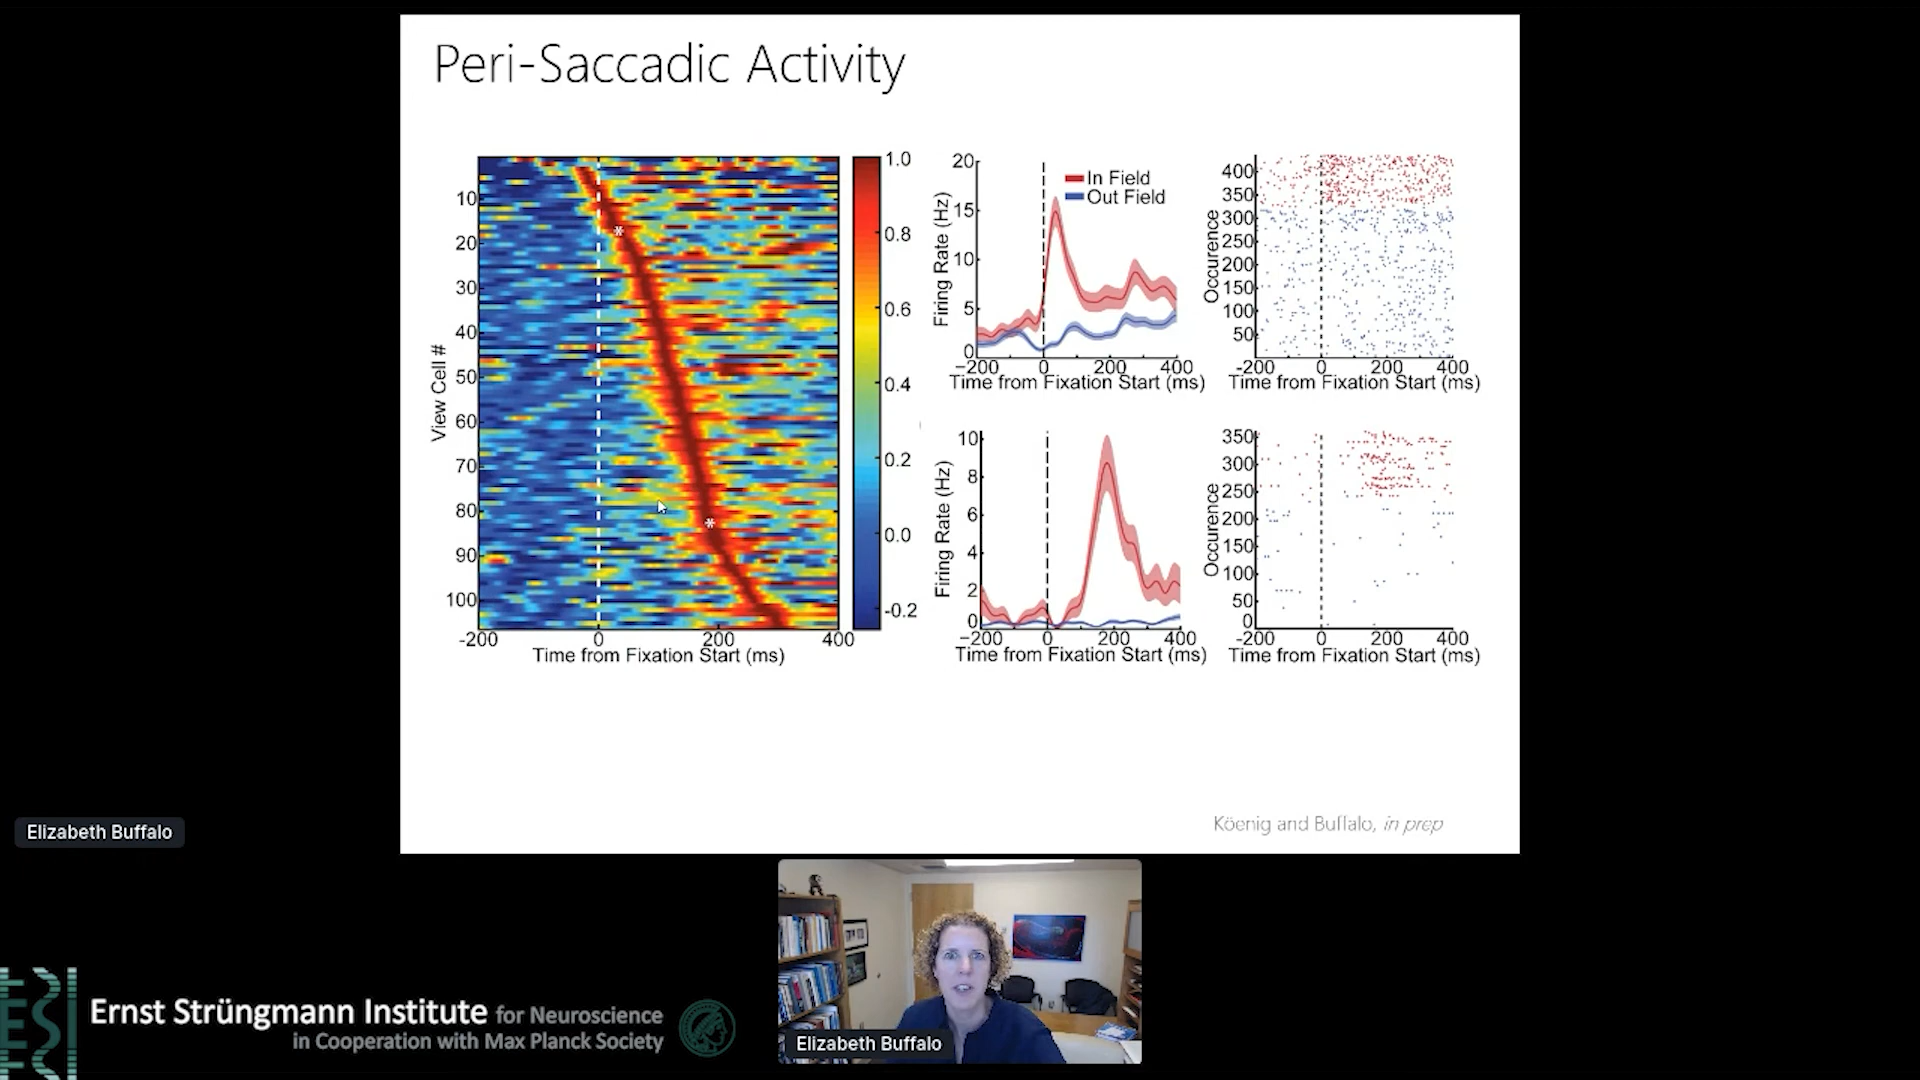 Peri-Saccadic Activity
View Cell #
10
20
30
40
50
60
70
80
90
100
-200 0 200 400
Time from Fixation Start (ms)
*
*
1.0
0.8
0.6
0.4
0.2
0.0
-0.2
Firing Rate (Hz)
20
15
10
5
0
In Field
Out Field
−200 0 200 400
Time from Fixation Start (ms)
Occurence
400
350
300
250
200
150
100
50
-200 0 200 400
Time from Fixation Start (ms)
Firing Rate (Hz)
10
8
6
4
2
0
−200 0 200 400
Time from Fixation Start (ms)
Occurence
350
300
250
200
150
100
50
0
-200 0 200 400
Time from Fixation Start (ms)
Köenig and Buffalo, in prep
Elizabeth Buffalo
Elizabeth Buffalo
ESI
Ernst Strüngmann Institute for Neuroscience
in Cooperation with Max Planck Society